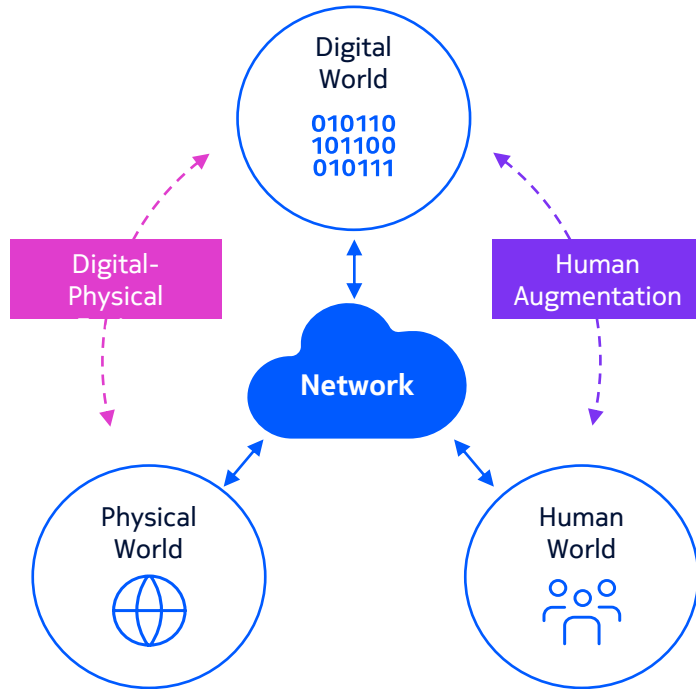 Digital
World
010110
101100
010111
Digital-
Physical
Human
Augmentation
Network
Physical
World
Human
World